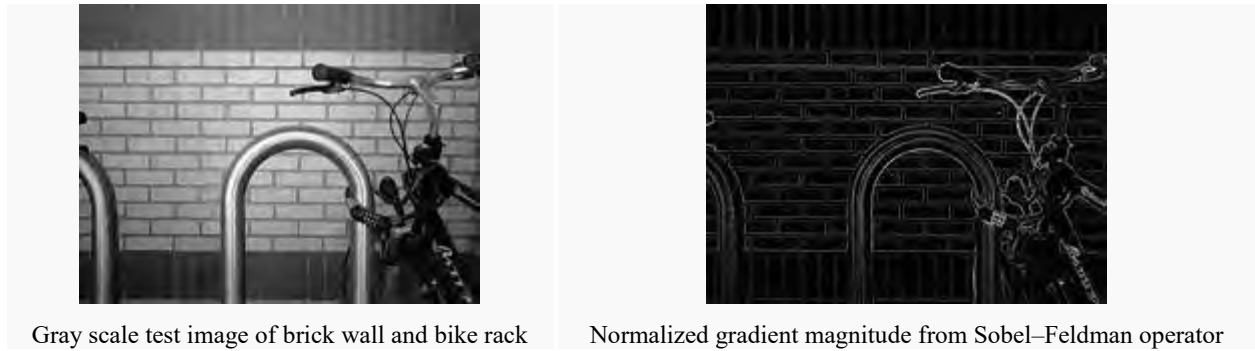 Gray scale test image of brick wall and bike rack
Normalized gradient magnitude from Sobel–Feldman operator